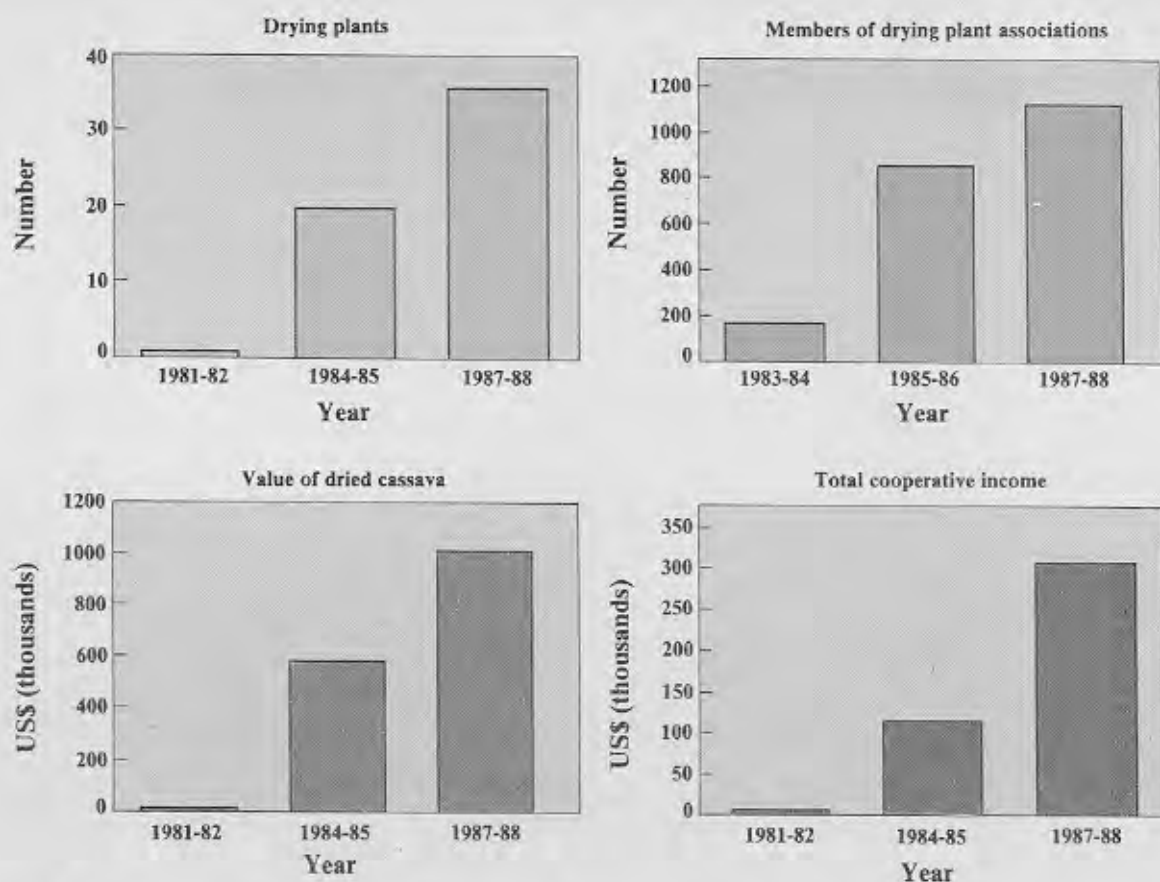 Drying plants
40
30
20
10
0
Number
1981-82 1984-85 1987-88
Year
Members of drying plant associations
1200
1000
800
600
400
200
0
Number
1983-84 1985-86 1987-88
Year
Value of dried cassava
1200
1000
800
600
400
200
0
US$ (thousands)
1981-82 1984-85 1987-88
Year
Total cooperative income
350
300
250
200
150
100
50
0
US$ (thousands)
1981-82 1984-85 1987-88
Year